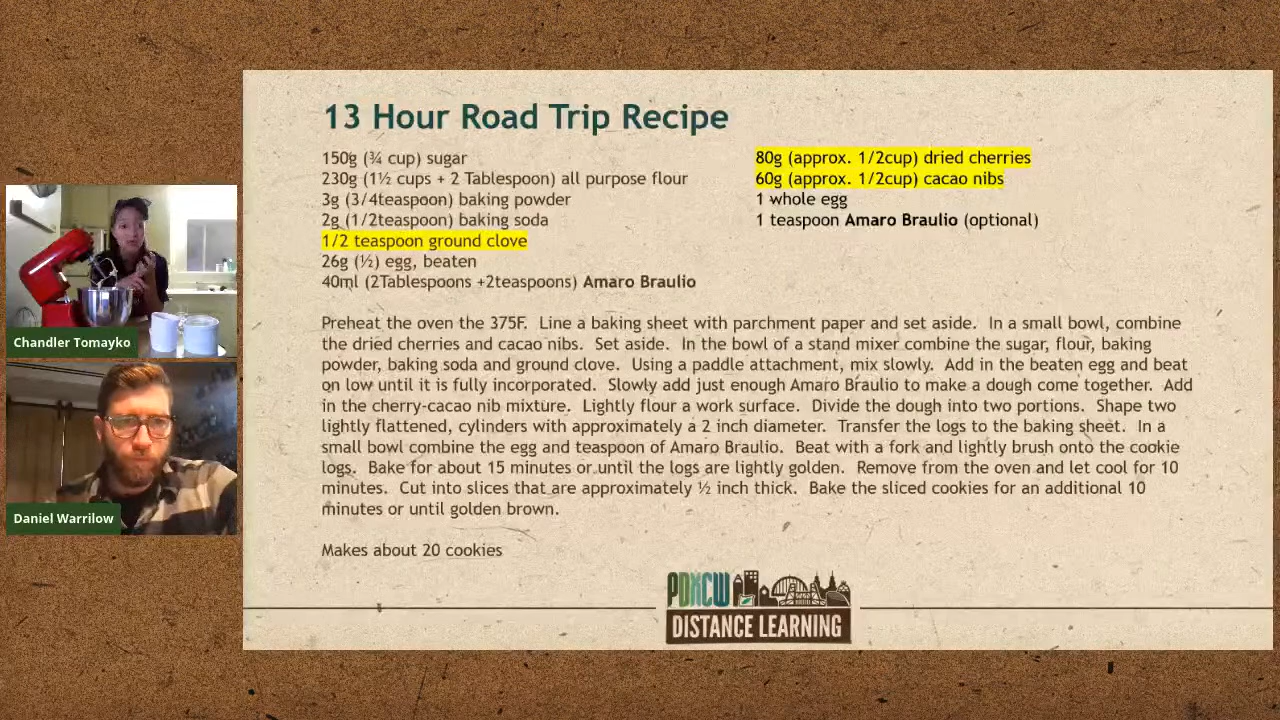 13 Hour Road Trip Recipe
150g (¾ cup) sugar
230g (1½ cups + 2 Tablespoon) all purpose flour
3g (3/4teaspoon) baking powder
2g (1/2teaspoon) baking soda
1/2 teaspoon ground clove
26g (½) egg, beaten
40ml (2Tablespoons +2teaspoons) Amaro Braulio
80g (approx. 1/2cup) dried cherries
60g (approx. 1/2cup) cacao nibs
1 whole egg
1 teaspoon Amaro Braulio (optional)
Preheat the oven the 375F. Line a baking sheet with parchment paper and set aside. In a small bowl, combine
the dried cherries and cacao nibs. Set aside. In the bowl of a stand mixer combine the sugar, flour, baking
powder, baking soda and ground clove. Using a paddle attachment, mix slowly. Add in the beaten egg and beat
on low until it is fully incorporated. Slowly add just enough Amaro Braulio to make a dough come together. Add
in the cherry-cacao nib mixture. Lightly flour a work surface. Divide the dough into two portions. Shape two
lightly flattened, cylinders with approximately a 2 inch diameter. Transfer the logs to the baking sheet. In a
small bowl combine the egg and teaspoon of Amaro Braulio. Beat with a fork and lightly brush onto the cookie
logs. Bake for about 15 minutes or until the logs are lightly golden. Remove from the oven and let cool for 10
minutes. Cut into slices that are approximately ½ inch thick. Bake the sliced cookies for an additional 10
minutes or until golden brown.
Makes about 20 cookies
Chandler Tomayko
Daniel Warrilow
PDXCW
DISTANCE LEARNING